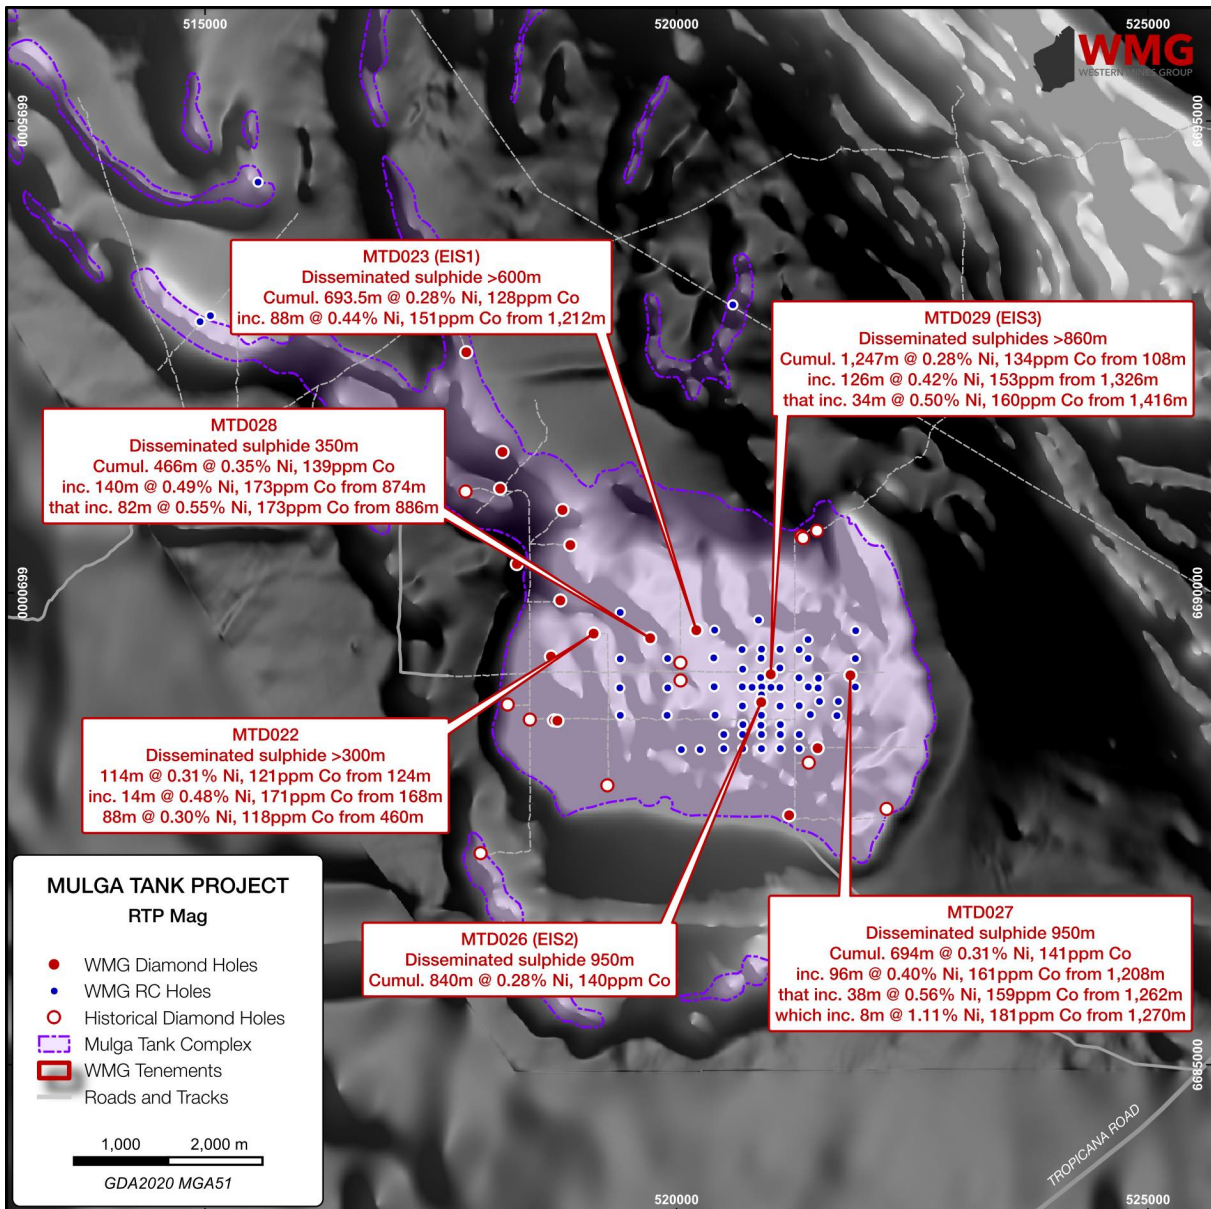 515000
520000
525000
WMG
WESTERN MINES GROUP
6695000
6695000
MTD023 (EIS1)
Disseminated sulphide >600m
Cumul. 693.5m @ 0.28% Ni, 128ppm Co
inc. 88m @ 0.44% Ni, 151ppm Co from 1,212m
MTD029 (EIS3)
Disseminated sulphides >860m
Cumul. 1,247m @ 0.28% Ni, 134ppm Co from 108m
inc. 126m @ 0.42% Ni, 153ppm from 1,326m
that inc. 34m @ 0.50% Ni, 160ppm Co from 1,416m
MTD028
Disseminated sulphide 350m
Cumul. 466m @ 0.35% Ni, 139ppm Co
inc. 140m @ 0.49% Ni, 173ppm Co from 874m
that inc. 82m @ 0.55% Ni, 173ppm Co from 886m
6690000
6690000
MTD022
Disseminated sulphide >300m
114m @ 0.31% Ni, 121ppm Co from 124m
inc. 14m @ 0.48% Ni, 171ppm Co from 168m
88m @ 0.30% Ni, 118ppm Co from 460m
MTD026 (EIS2)
Disseminated sulphide 950m
Cumul. 840m @ 0.28% Ni, 140ppm Co
MTD027
Disseminated sulphide 950m
Cumul. 694m @ 0.31% Ni, 141ppm Co
inc. 96m @ 0.40% Ni, 161ppm Co from 1,208m
that inc. 38m @ 0.56% Ni, 159ppm Co from 1,262m
which inc. 8m @ 1.11% Ni, 181ppm Co from 1,270m
MULGA TANK PROJECT
RTP Mag
WMG Diamond Holes
WMG RC Holes
Historical Diamond Holes
Mulga Tank Complex
WMG Tenements
Roads and Tracks
1,000 2,000 m
GDA2020 MGA51
6685000
TROPICANA ROAD
520000
525000